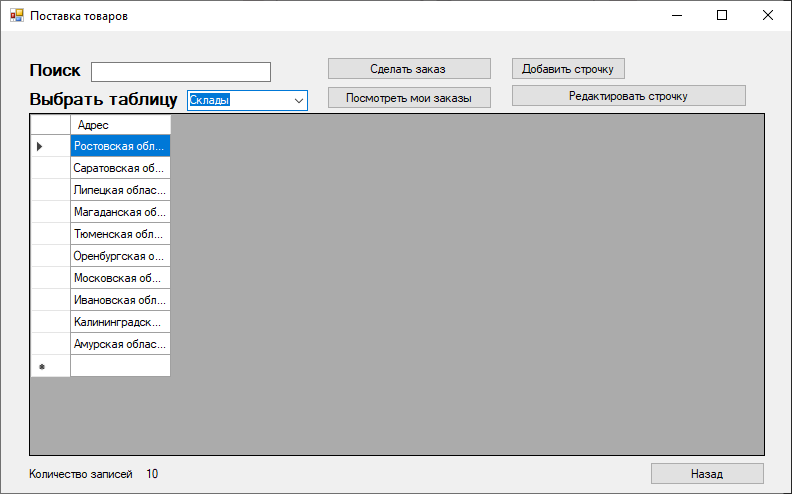 Поставка товаров
Поиск
Сделать заказ
Добавить строчку
Выбрать таблицу
Склады
Посмотреть мои заказы
Редактировать строчку
Адрес
Ростовская обл...
Саратовская об...
Липецкая облас...
Магаданская об...
Тюменская обл...
Оренбургская о...
Московская об...
Ивановская обл...
Калининградск...
Амурская облас...
Количество записей 10
Назад